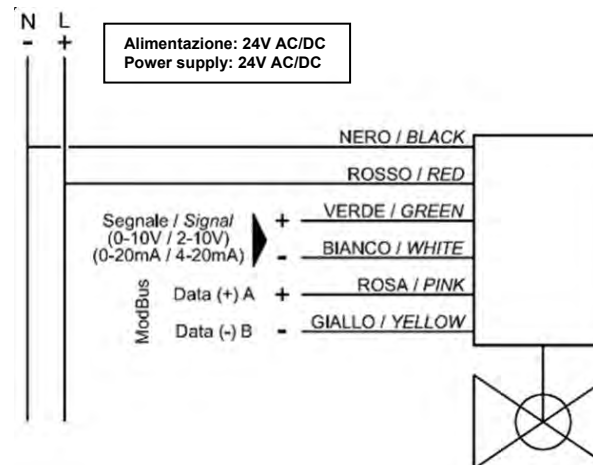 N L
- +
Alimentazione: 24V AC/DC
Power supply: 24V AC/DC
NERO / BLACK
ROSSO / RED
Segnale / Signal
(0-10V / 2-10V)
(0-20mA / 4-20mA)
+ VERDE / GREEN
- BIANCO / WHITE
ModBus
Data (+) A + ROSA / PINK
Data (-) B - GIALLO / YELLOW